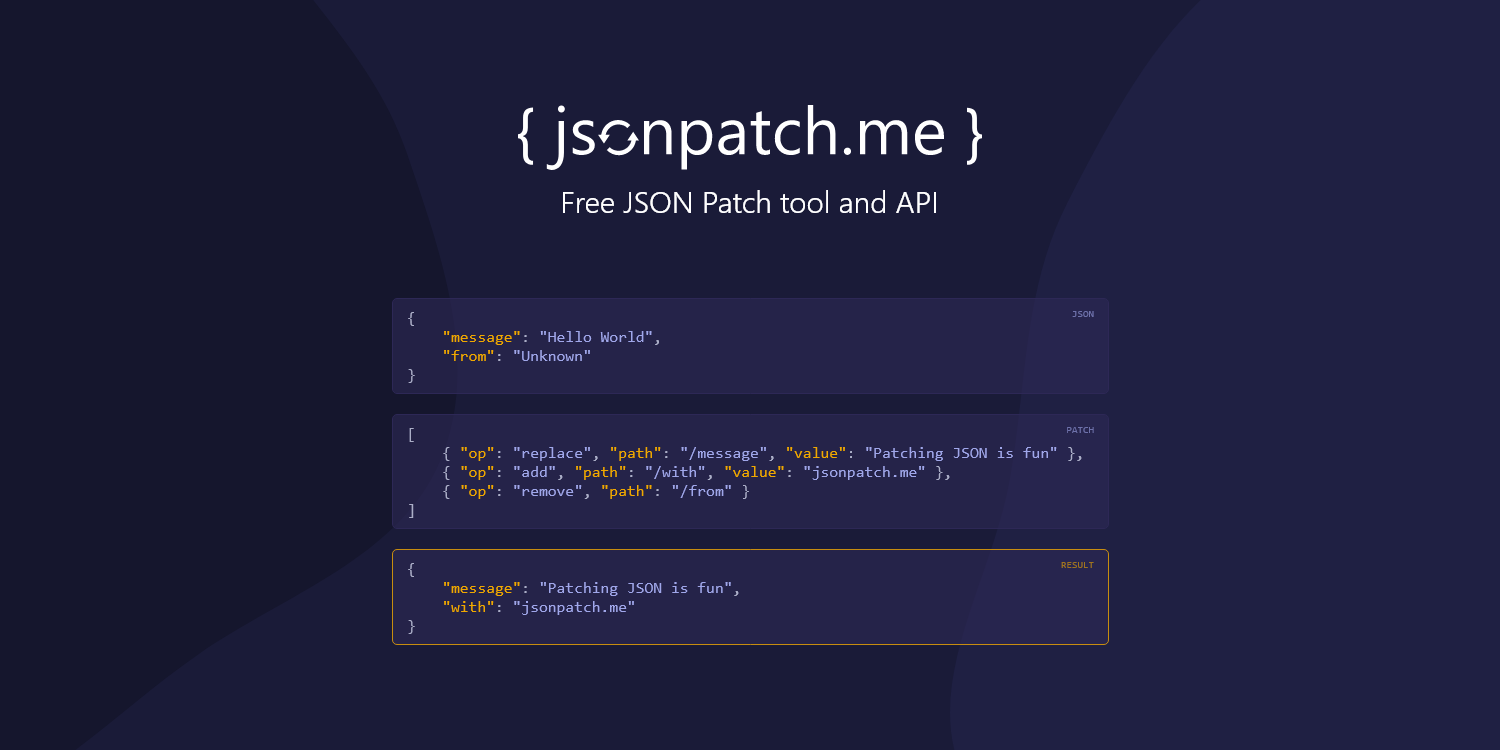 { jsonpatch.me }
Free JSON Patch tool and API
JSON
{
    "message": "Hello World",
    "from": "Unknown"
}
PATCH
[
    { "op": "replace", "path": "/message", "value": "Patching JSON is fun" },
    { "op": "add", "path": "/with", "value": "jsonpatch.me" },
    { "op": "remove", "path": "/from" }
]
RESULT
{
    "message": "Patching JSON is fun",
    "with": "jsonpatch.me"
}